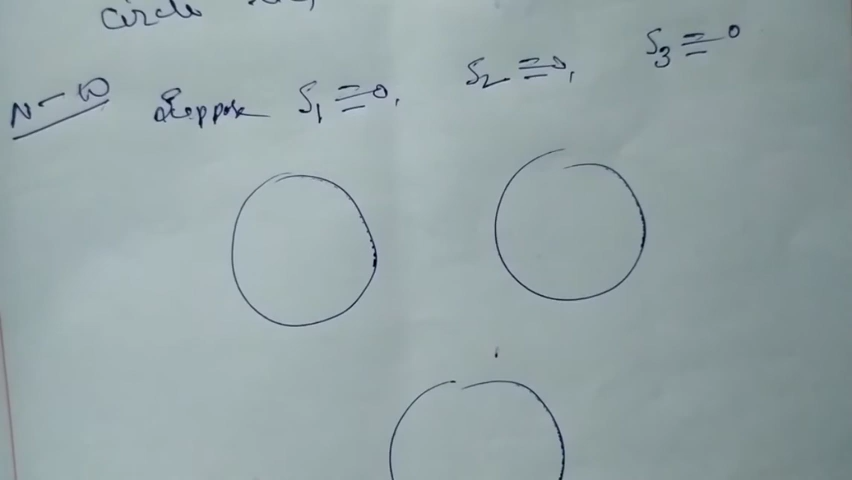 circle
N-10 Suppose S₁ ≡ 0, S₂ ≡ 0, S₃ ≡ 0